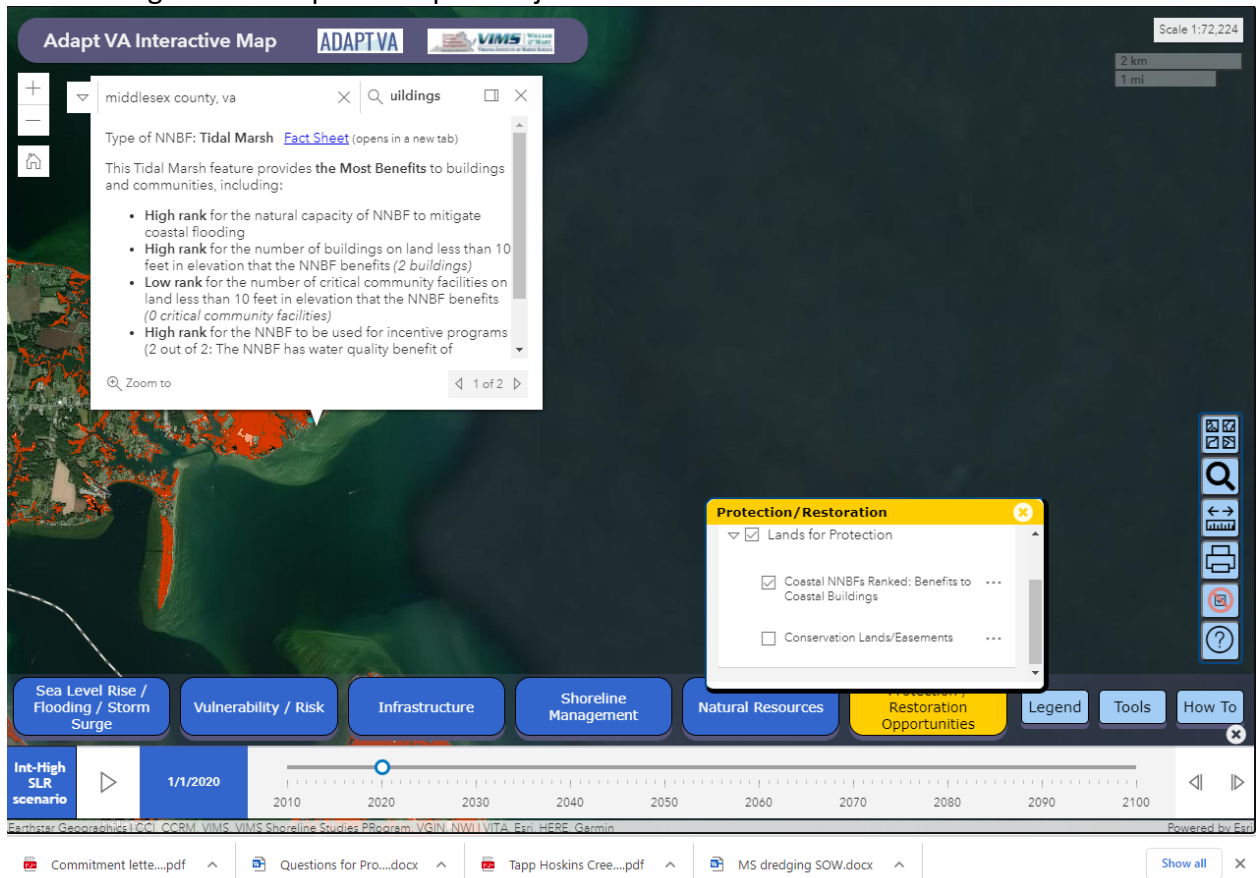 Adapt VA Interactive Map
ADAPTVA
VIMS
WILLIAM & MARY
VIRGINIA INSTITUTE OF MARINE SCIENCE
Scale 1:72,224
2 km
1 mi
middlesex county, va
uildings
Type of NNBF: Tidal Marsh Fact Sheet (opens in a new tab)
This Tidal Marsh feature provides the Most Benefits to buildings
and communities, including:
• High rank for the natural capacity of NNBF to mitigate
coastal flooding
• High rank for the number of buildings on land less than 10
feet in elevation that the NNBF benefits (2 buildings)
• Low rank for the number of critical community facilities on
land less than 10 feet in elevation that the NNBF benefits
(0 critical community facilities)
• High rank for the NNBF to be used for incentive programs
(2 out of 2: The NNBF has water quality benefit of
Zoom to
1 of 2
Protection/Restoration
Lands for Protection
Coastal NNBFs Ranked: Benefits to
Coastal Buildings
Conservation Lands/Easements
Sea Level Rise /
Flooding / Storm
Surge
Vulnerability / Risk
Infrastructure
Shoreline
Management
Natural Resources
Protection /
Restoration
Opportunities
Legend
Tools
How To
Int-High
SLR
scenario
1/1/2020
2010 2020 2030 2040 2050 2060 2070 2080 2090 2100
Earthstar Geographics | CCI, CCRM, VIMS, VIMS Shoreline Studies PRogram, VGIN, NWI | VITA, Esri, HERE, Garmin
Powered by Esri
Commitment lette....pdf
Questions for Pro....docx
Tapp Hoskins Cree....pdf
MS dredging SOW.docx
Show all